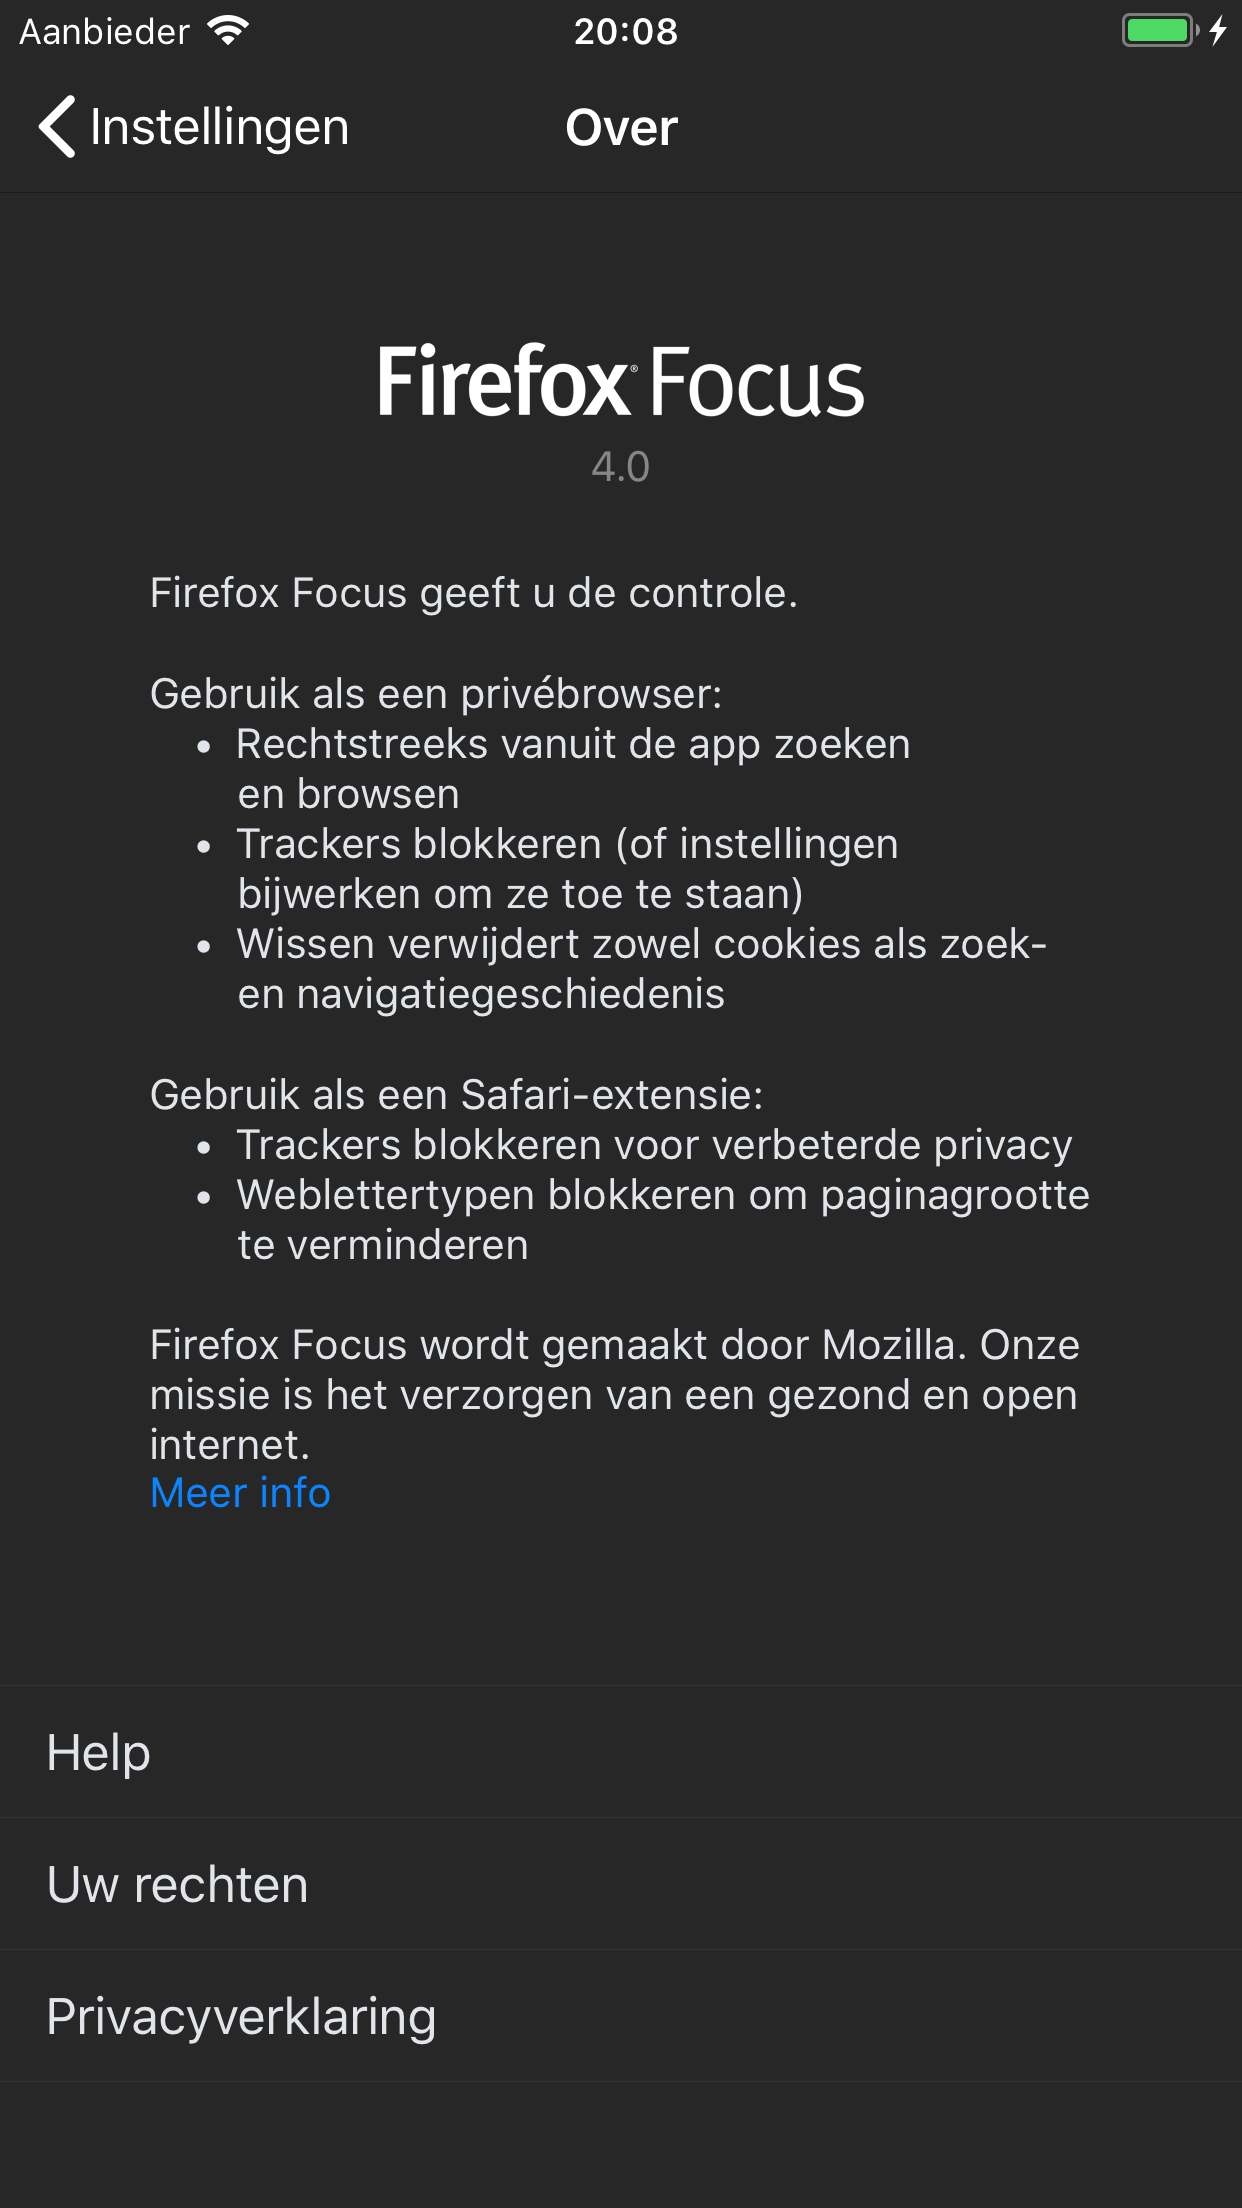 Aanbieder 20:08
Instellingen Over
Firefox® Focus
4.0
Firefox Focus geeft u de controle.
Gebruik als een privébrowser:
• Rechtstreeks vanuit de app zoeken
en browsen
• Trackers blokkeren (of instellingen
bijwerken om ze toe te staan)
• Wissen verwijdert zowel cookies als zoek-
en navigatiegeschiedenis
Gebruik als een Safari-extensie:
• Trackers blokkeren voor verbeterde privacy
• Weblettertypen blokkeren om paginagrootte
te verminderen
Firefox Focus wordt gemaakt door Mozilla. Onze
missie is het verzorgen van een gezond en open
internet.
Meer info
Help
Uw rechten
Privacyverklaring